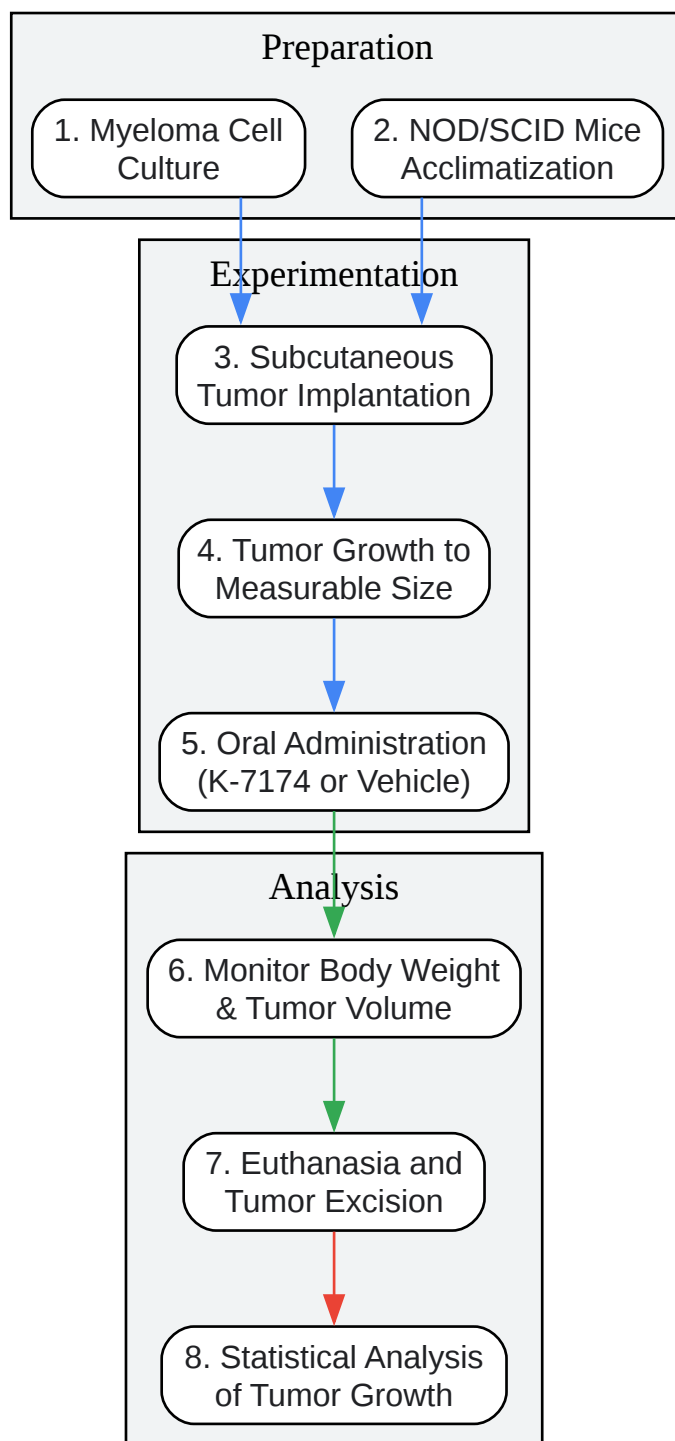 Preparation
1. Myeloma Cell
Culture
2. NOD/SCID Mice
Acclimatization
Experimentation
3. Subcutaneous
Tumor Implantation
4. Tumor Growth to
Measurable Size
5. Oral Administration
(K-7174 or Vehicle)
Analysis
6. Monitor Body Weight
& Tumor Volume
7. Euthanasia and
Tumor Excision
8. Statistical Analysis
of Tumor Growth